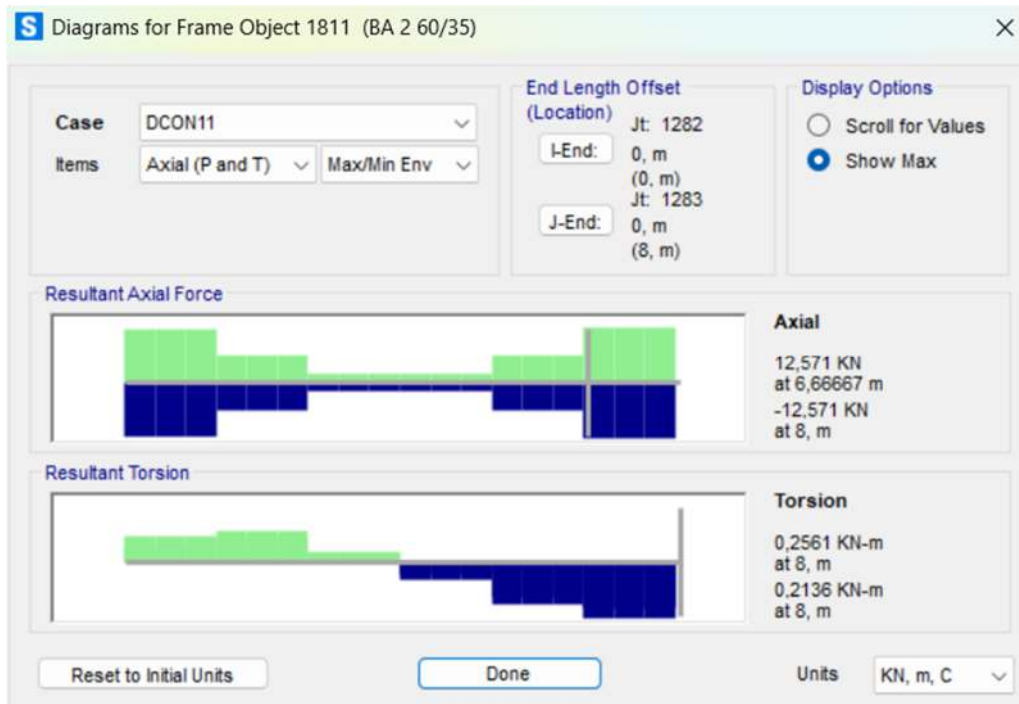 S Diagrams for Frame Object 1811 (BA 2 60/35)
Case DCON11
Items Axial (P and T) Max/Min Env
End Length Offset
(Location)
Jt: 1282
I-End: 0, m
(0, m)
Jt: 1283
J-End: 0, m
(8, m)
Display Options
Scroll for Values
Show Max
Resultant Axial Force
Axial
12,571 KN
at 6,66667 m
-12,571 KN
at 8, m
Resultant Torsion
Torsion
0,2561 KN-m
at 8, m
0,2136 KN-m
at 8, m
Reset to Initial Units Done Units KN, m, C